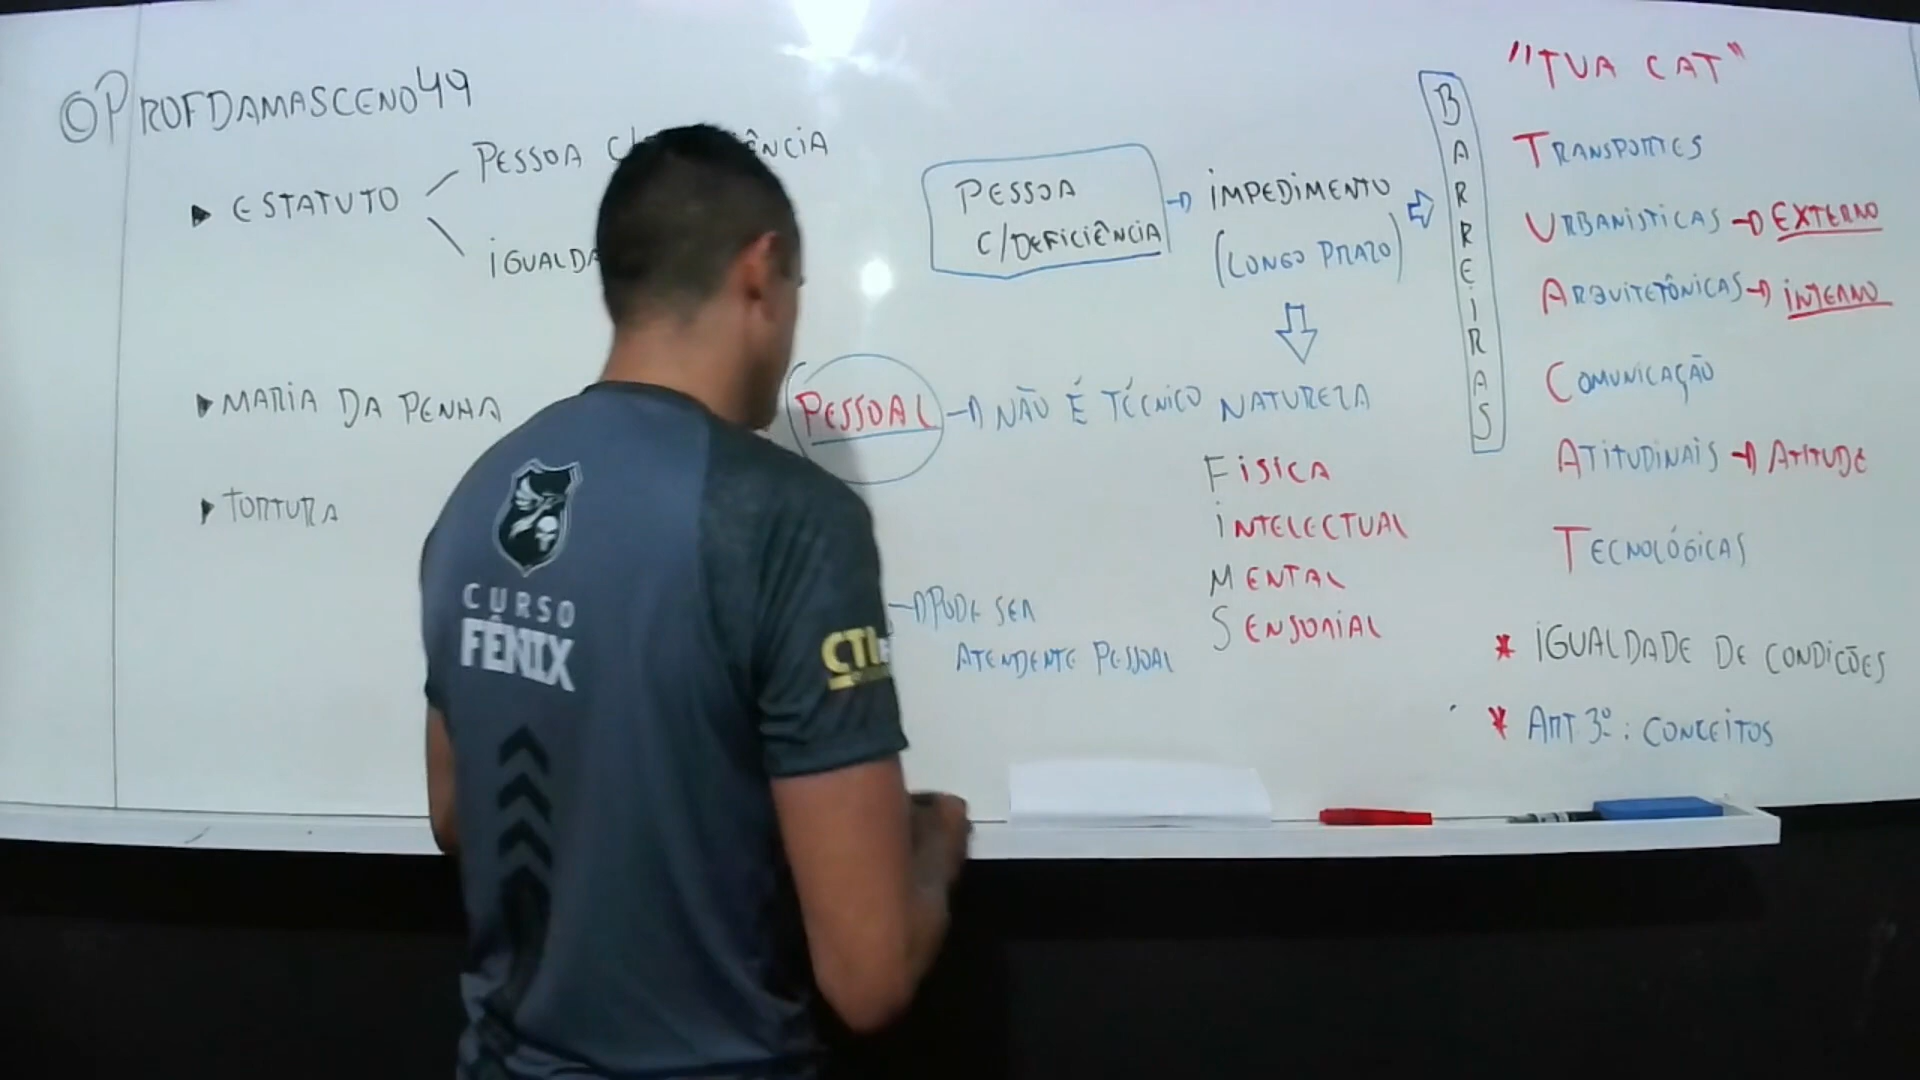 @PROFDAMASCENO49
► ESTATUTO
PESSOA C/
ÊNCIA
IGUALDA
► MARIA DA PENHA
► TORTURA
PESSOA
C/DEFICIÊNCIA
IMPEDIMENTO
(LONGO PRAZO)
BARREIRAS
PESSOAL → NÃO É TÉCNICO
NATUREZA
FÍSICA
INTELECTUAL
MENTAL
SENSORIAL
→ PODE SER
ATENDENTE PESSOAL
"TUA CAT"
TRANSPORTES
URBANÍSTICAS → EXTERNO
ARQUITETÔNICAS → INTERNO
COMUNICAÇÃO
ATITUDINAIS → ATITUDE
TECNOLÓGICAS
* IGUALDADE DE CONDIÇÕES
* ART 3º: CONCEITOS
CURSO
FÊNIX